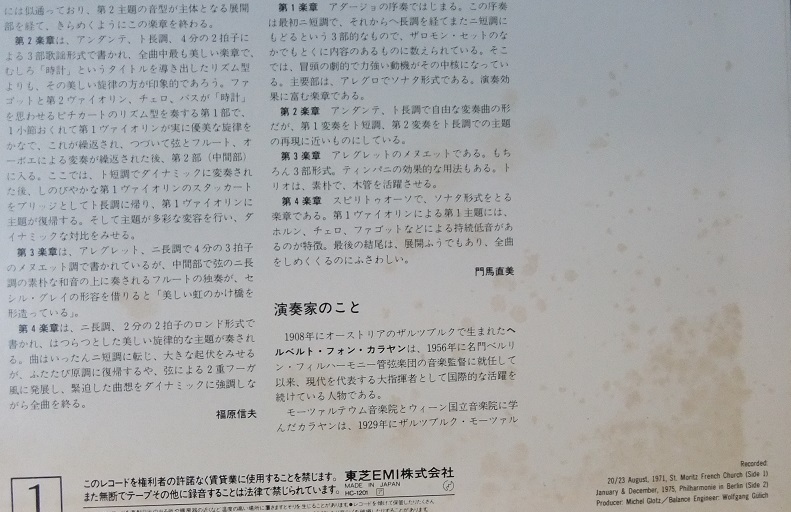 には似通っており、第2主題の音型が主体となる展開
部を経て、きらめくようにこの楽章を終わる。
第2楽章は、アンダンテ、ト長調、4分の2拍子に
よる3部歌謡形式で書かれ、全曲中最も美しい楽章で、
むしろ「時計」というタイトルを導き出したリズム型
よりも、その美しい旋律の方が印象的であろう。ファ
ゴットと第2ヴァイオリン、チェロ、バスが「時計」
を思わせるピチカートのリズム型を奏する第1部で、
1小節おくれて第1ヴァイオリンが実に優美な旋律を
かなで、これが繰返され、つづいて弦とフルート、オ
ーボエによる変奏が繰返された後、第2部(中間部)
に入る。ここでは、ト短調でダイナミックに変奏され
た後、しのびやかな第1ヴァイオリンのスタッカート
をブリッジとしてト長調に帰り、第1ヴァイオリンに
主題が復帰する。そして主題が多彩な変容を行い、ダ
イナミックな対比をみせる。
第3楽章は、アレグレット、ニ長調で4分の3拍子
のメヌエット調で書かれているが、中間部で弦のニ長
調の素朴な和音の上に奏されるフルートの独奏が、セ
シル・グレイの形容を借りると「美しい虹のかけ橋を
形造っている」。
第4楽章は、ニ長調、2分の2拍子のロンド形式で
書かれ、はつらつとした美しい旋律的な主題が奏され
る。曲はいったんニ短調に転じ、大きな起伏をみせる
が、ふたたび原調に復帰するや、弦による2重フーガ
風に発展し、緊迫した曲想をダイナミックに強調しな
がら全曲を終る。
福原信夫
第1楽章 アダージョの序奏ではじまる。この序奏
は最初ニ短調で、それからヘ長調を経てまたニ短調に
もどるという3部的なもので、ザロモン・セットのな
かでもとくに内容のあるものに数えられている。そこ
では、冒頭の劇的で力強い動機がその中核になってい
る。主要部は、アレグロでソナタ形式である。演奏効
果に富む楽章である。
第2楽章 アンダンテ、ト長調で自由な変奏曲の形
だが、第1変奏をト短調、第2変奏をト長調での主題
の再現に近いものにしている。
第3楽章 アレグレットのメヌエットである。もち
ろん3部形式。ティンパニの効果的な用法もある。ト
リオは、素朴で、木管を活躍させる。
第4楽章 スピリトゥオーソで、ソナタ形式をとる
楽章である。第1ヴァイオリンによる第1主題には、
ホルン、チェロ、ファゴットなどによる持続低音があ
るのが特徴。最後の結尾は、展開ふうでもあり、全曲
をしめくくるのにふさわしい。
門馬直美
演奏家のこと
1908年にオーストリアのザルツブルクで生まれたヘ
ルベルト・フォン・カラヤンは、1956年に名門ベルリ
ン・フィルハーモニー管弦楽団の音楽監督に就任して
以来、現代を代表する大指揮者として国際的な活躍を
続けている人物である。
モーツァルテウム音楽院とウィーン国立音楽院に学
んだカラヤンは、1929年にザルツブルク・モーツァル
1
このレコードを権利者の許諾なく賃貸業に使用することを禁じます。
また無断でテープその他に録音することは法律で禁じられています。
東芝EMI株式会社
MADE IN JAPAN
HC-1201
Recorded:
20/23 August, 1971, St. Moritz French Church (Side 1)
January & December, 1975, Philharmonie in Berlin (Side 2)
Producer: Michel Glotz/Balance Engineer: Wolfgang Gülich